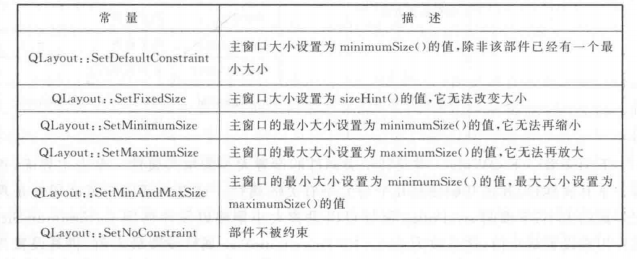 常 量 描 述
QLayout::SetDefaultConstraint 主窗口大小设置为 minimumSize()的值,除非该部件已经有一个最
小大小
QLayout::SetFixedSize 主窗口大小设置为 sizeHint()的值,它无法改变大小
QLayout::SetMinimumSize 主窗口的最小大小设置为 minimumSize()的值,它无法再缩小
QLayout::SetMaximumSize 主窗口的最大大小设置为 maximumSize()的值,它无法再放大
QLayout::SetMinAndMaxSize 主窗口的最小大小设置为 minimumSize()的值,最大大小设置为
maximumSize()的值
QLayout::SetNoConstraint 部件不被约束